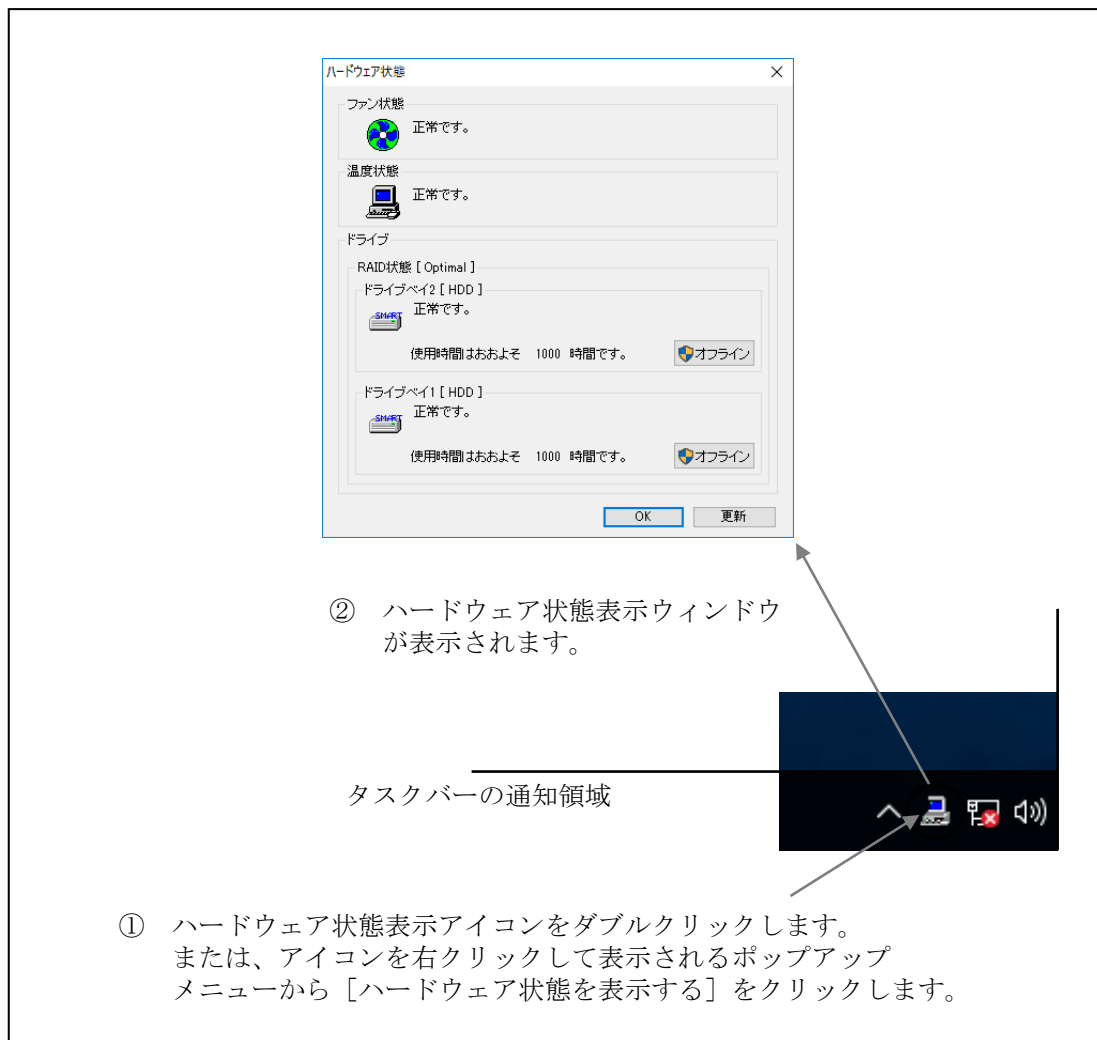 ハードウェア状態
ファン状態
正常です。
温度状態
正常です。
ドライブ
RAID状態 [ Optimal ]
ドライブベイ2 [ HDD ]
SMART
正常です。
使用時間はおおよそ 1000 時間です。
オフライン
ドライブベイ1 [ HDD ]
SMART
正常です。
使用時間はおおよそ 1000 時間です。
オフライン
OK
更新
② ハードウェア状態表示ウィンドウ
が表示されます。
タスクバーの通知領域
① ハードウェア状態表示アイコンをダブルクリックします。
または、アイコンを右クリックして表示されるポップアップ
メニューから［ハードウェア状態を表示する］をクリックします。